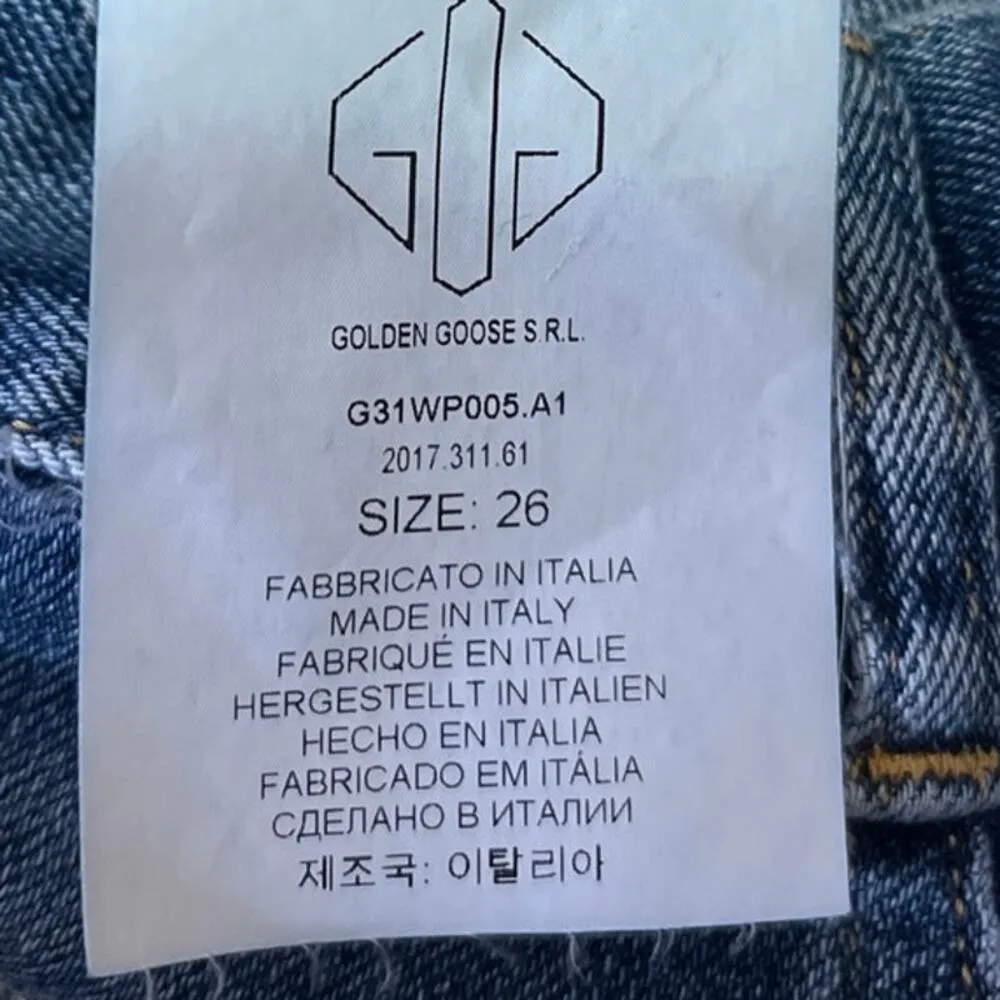 GOLDEN GOOSE S.R.L.
G31WP005.A1
2017.311.61
SIZE: 26
FABBRICATO IN ITALIA
MADE IN ITALY
FABRIQUÉ EN ITALIE
HERGESTELLT IN ITALIEN
HECHO EN ITALIA
FABRICADO EM ITÁLIA
СДЕЛАНО В ИТАЛИИ
제조국: 이탈리아